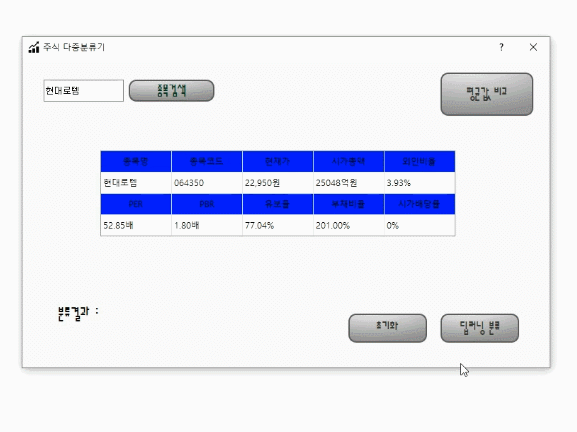 주식 다중분류기
현대로템 종목검색 평균값 비교
종목명 종목코드 현재가 시가총액 외인비율
현대로템 064350 22,950원 25048억원 3.93%
PER PBR 유보율 부채비율 시가배당률
52.85배 1.80배 77.04% 201.00% 0%
분류결과 :
초기화 딥러닝 분류